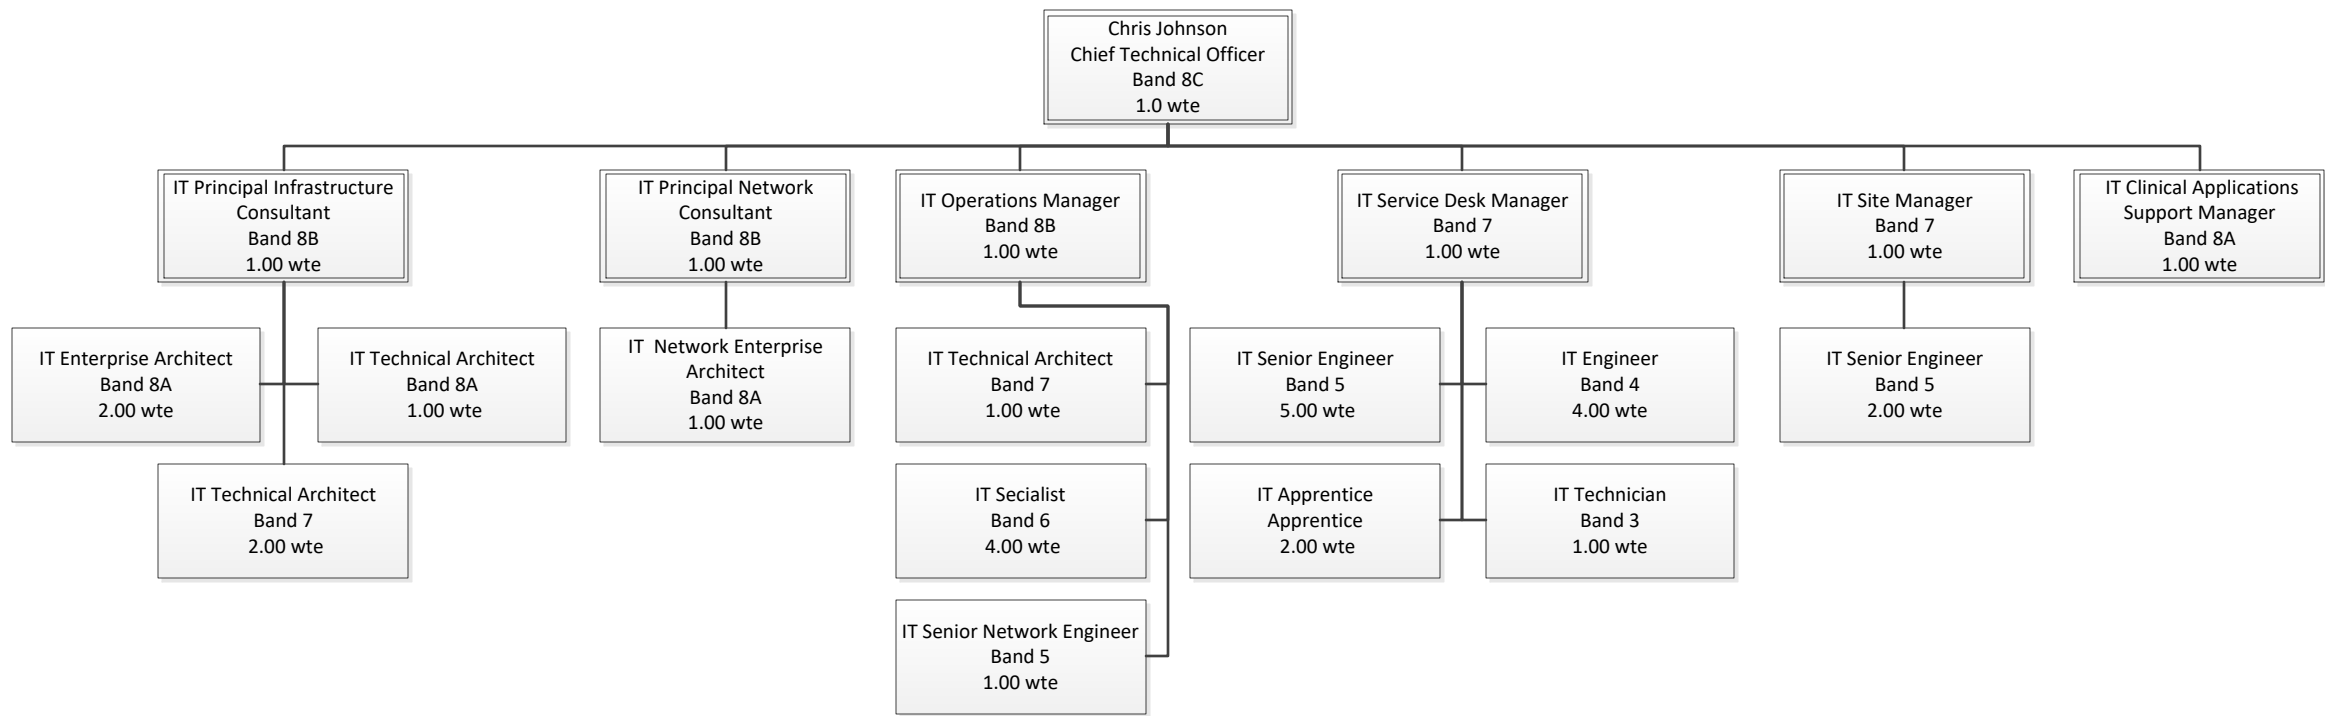 Chris Johnson
Chief Technical Officer
Band 8C
1.0 wte
IT Principal Infrastructure
Consultant
Band 8B
1.00 wte
IT Principal Network
Consultant
Band 8B
1.00 wte
IT Operations Manager
Band 8B
1.00 wte
IT Service Desk Manager
Band 7
1.00 wte
IT Site Manager
Band 7
1.00 wte
IT Clinical Applications
Support Manager
Band 8A
1.00 wte
IT Enterprise Architect
Band 8A
2.00 wte
IT Technical Architect
Band 8A
1.00 wte
IT  Network Enterprise
Architect
Band 8A
1.00 wte
IT Technical Architect
Band 7
1.00 wte
IT Senior Engineer
Band 5
5.00 wte
IT Engineer
Band 4
4.00 wte
IT Senior Engineer
Band 5
2.00 wte
IT Technical Architect
Band 7
2.00 wte
IT Secialist
Band 6
4.00 wte
IT Apprentice
Apprentice
2.00 wte
IT Technician
Band 3
1.00 wte
IT Senior Network Engineer
Band 5
1.00 wte